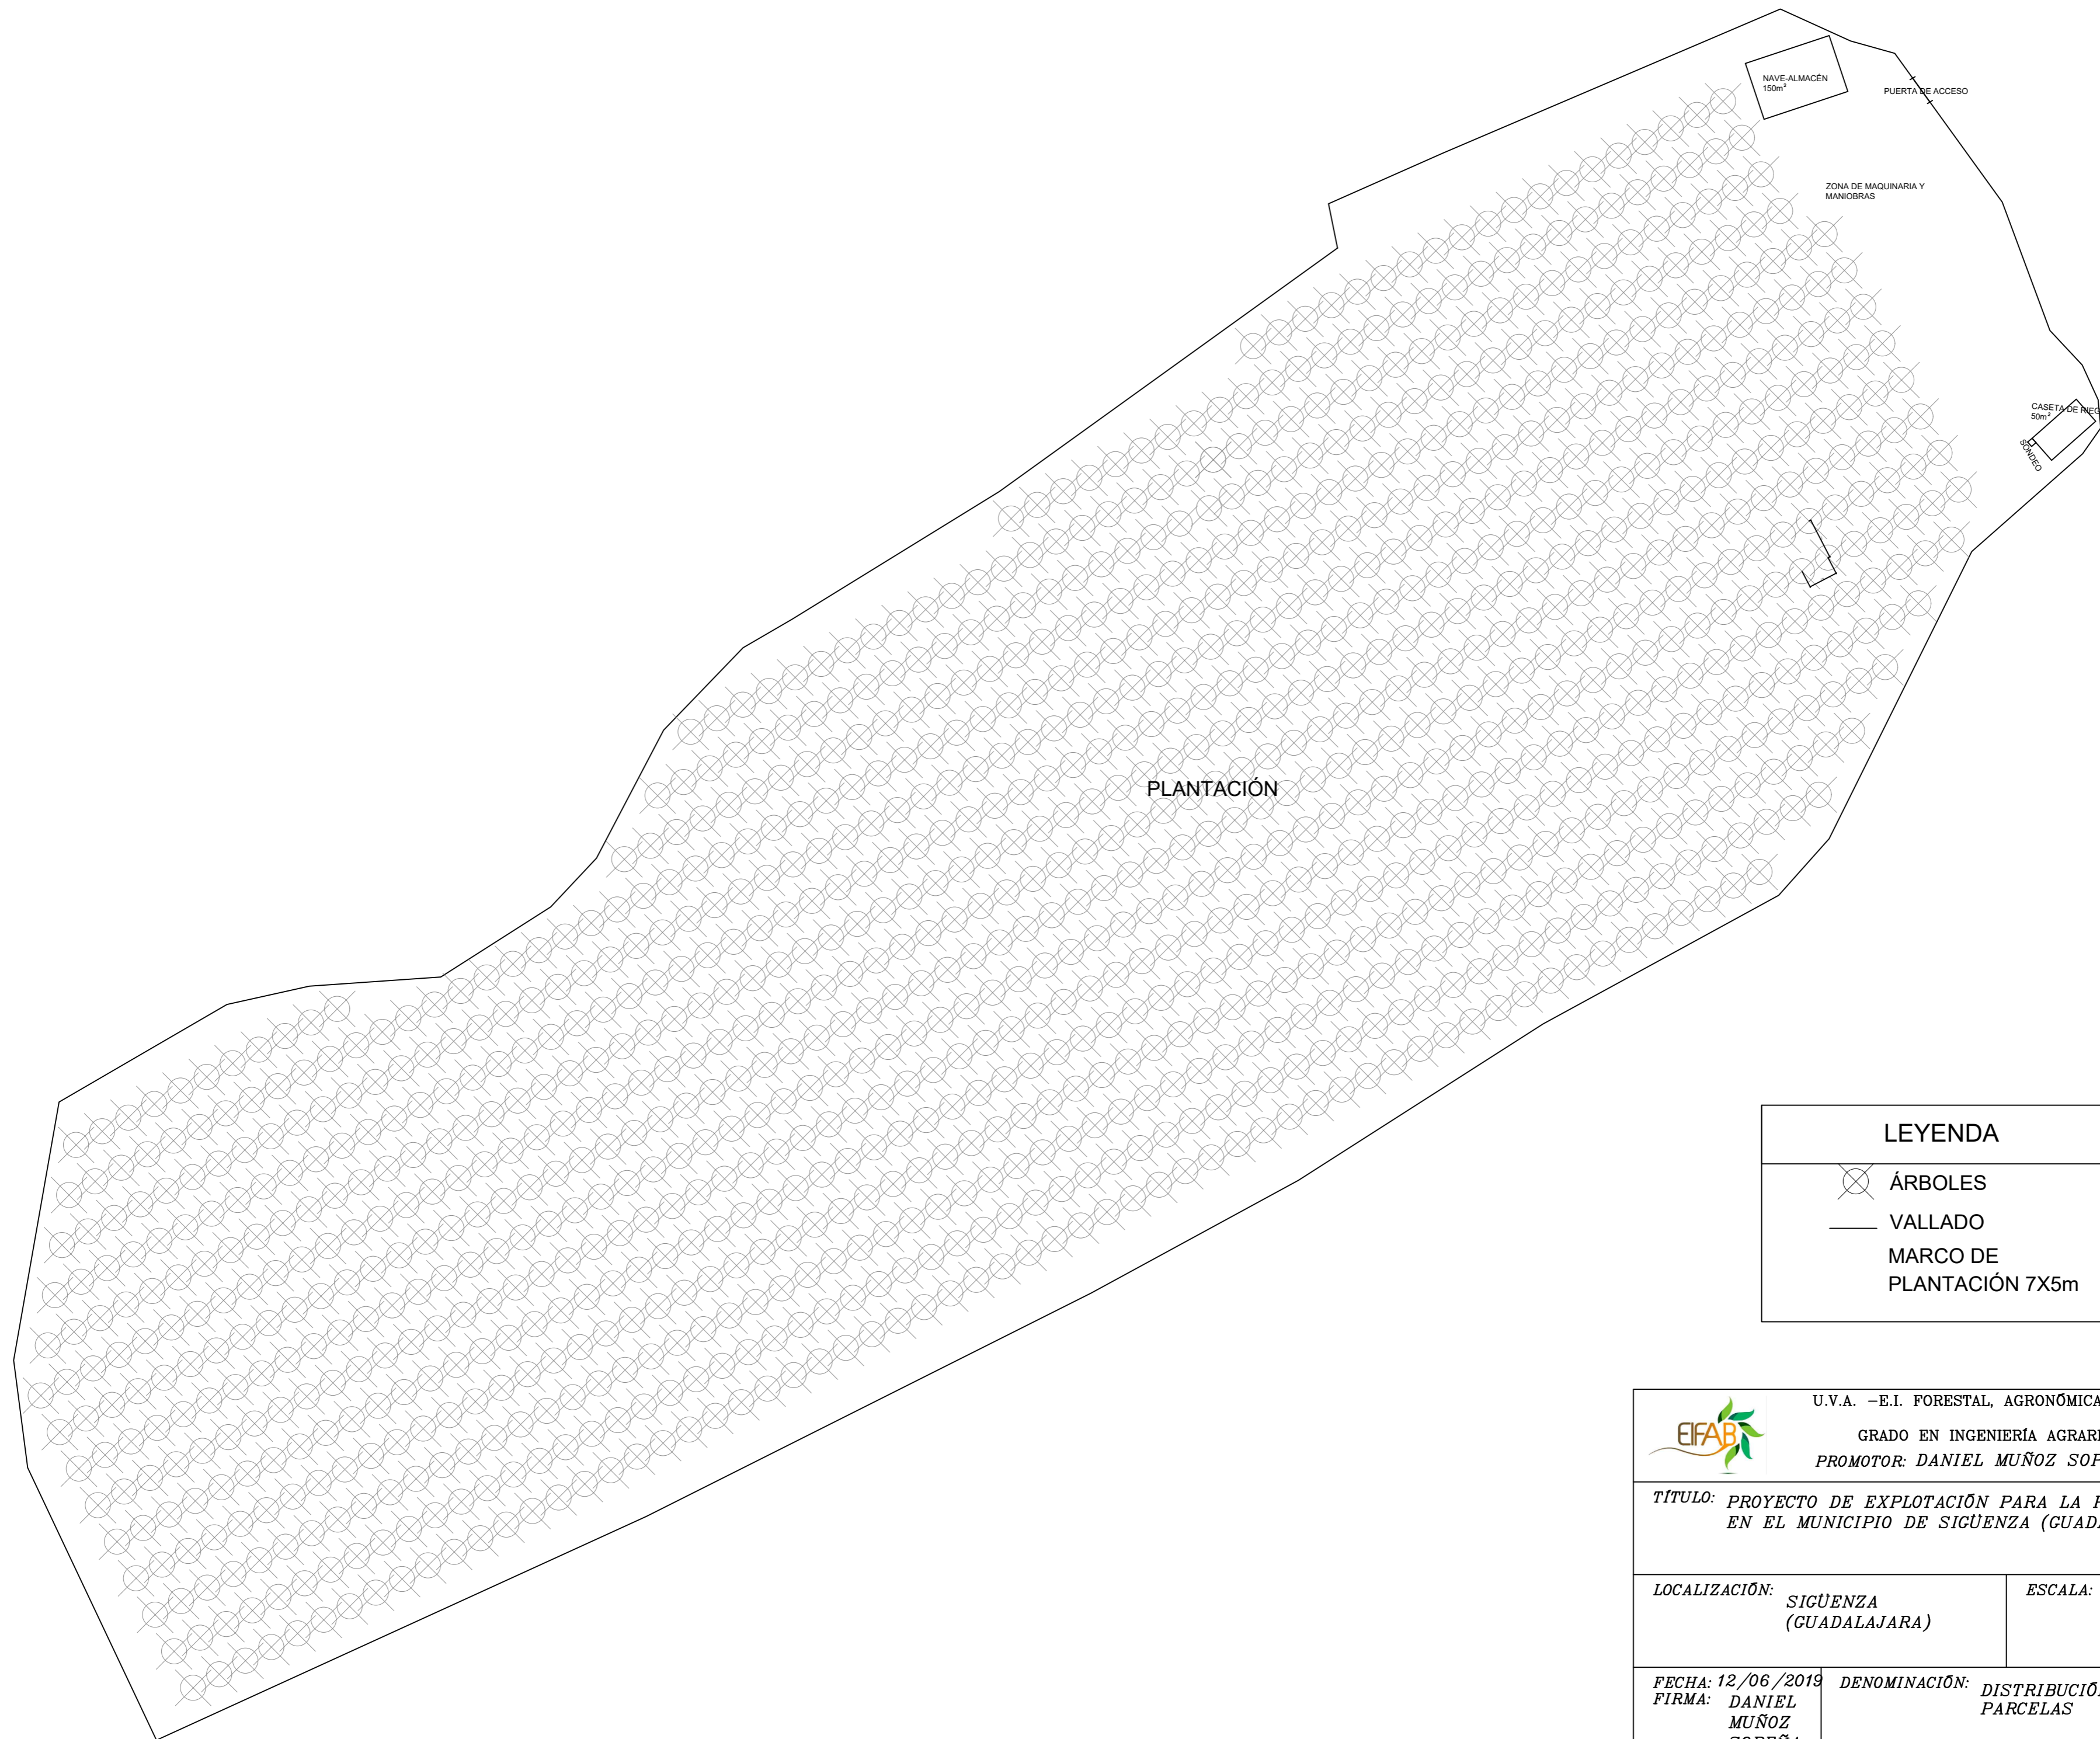 NAVE-ALMACÉN
150m²
PUERTA DE ACCESO
ZONA DE MAQUINARIA Y
MANIOBRAS
CASETA DE RIEG
50m²
SONDEO
PLANTACIÓN
LEYENDA
ÁRBOLES
VALLADO
MARCO DE
PLANTACIÓN 7X5m
EIFAB
U.V.A. –E.I. FORESTAL, AGRONÓMICA
GRADO EN INGENIERÍA AGRAR
PROMOTOR: DANIEL MUÑOZ SOP
TÍTULO: PROYECTO DE EXPLOTACIÓN PARA LA
EN EL MUNICIPIO DE SIGÜENZA (GUAD
LOCALIZACIÓN: SIGÜENZA
(GUADALAJARA)
ESCALA:
FECHA: 12/06/2019
FIRMA: DANIEL
MUÑOZ
DENOMINACIÓN: DISTRIBUCIÓ
PARCELAS